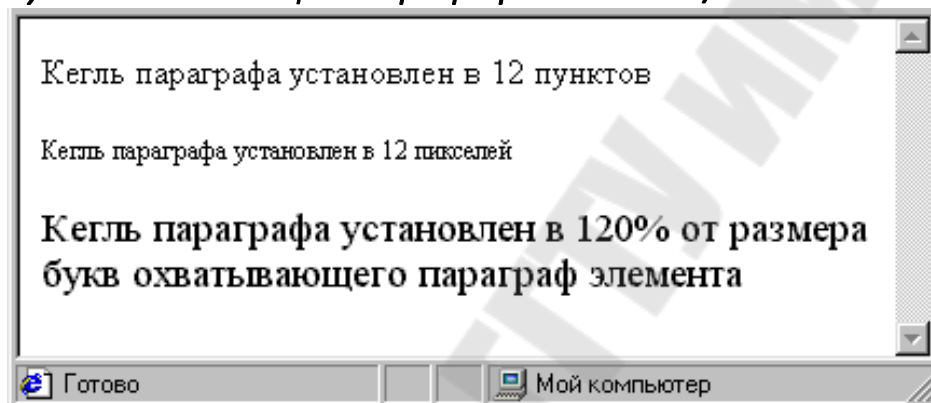 Кегль параграфа установлен в 12 пунктов
Кегль параграфа установлен в 12 пикселей
Кегль параграфа установлен в 120% от размера
букв охватывающего параграф элемента
Готово
Мой компьютер